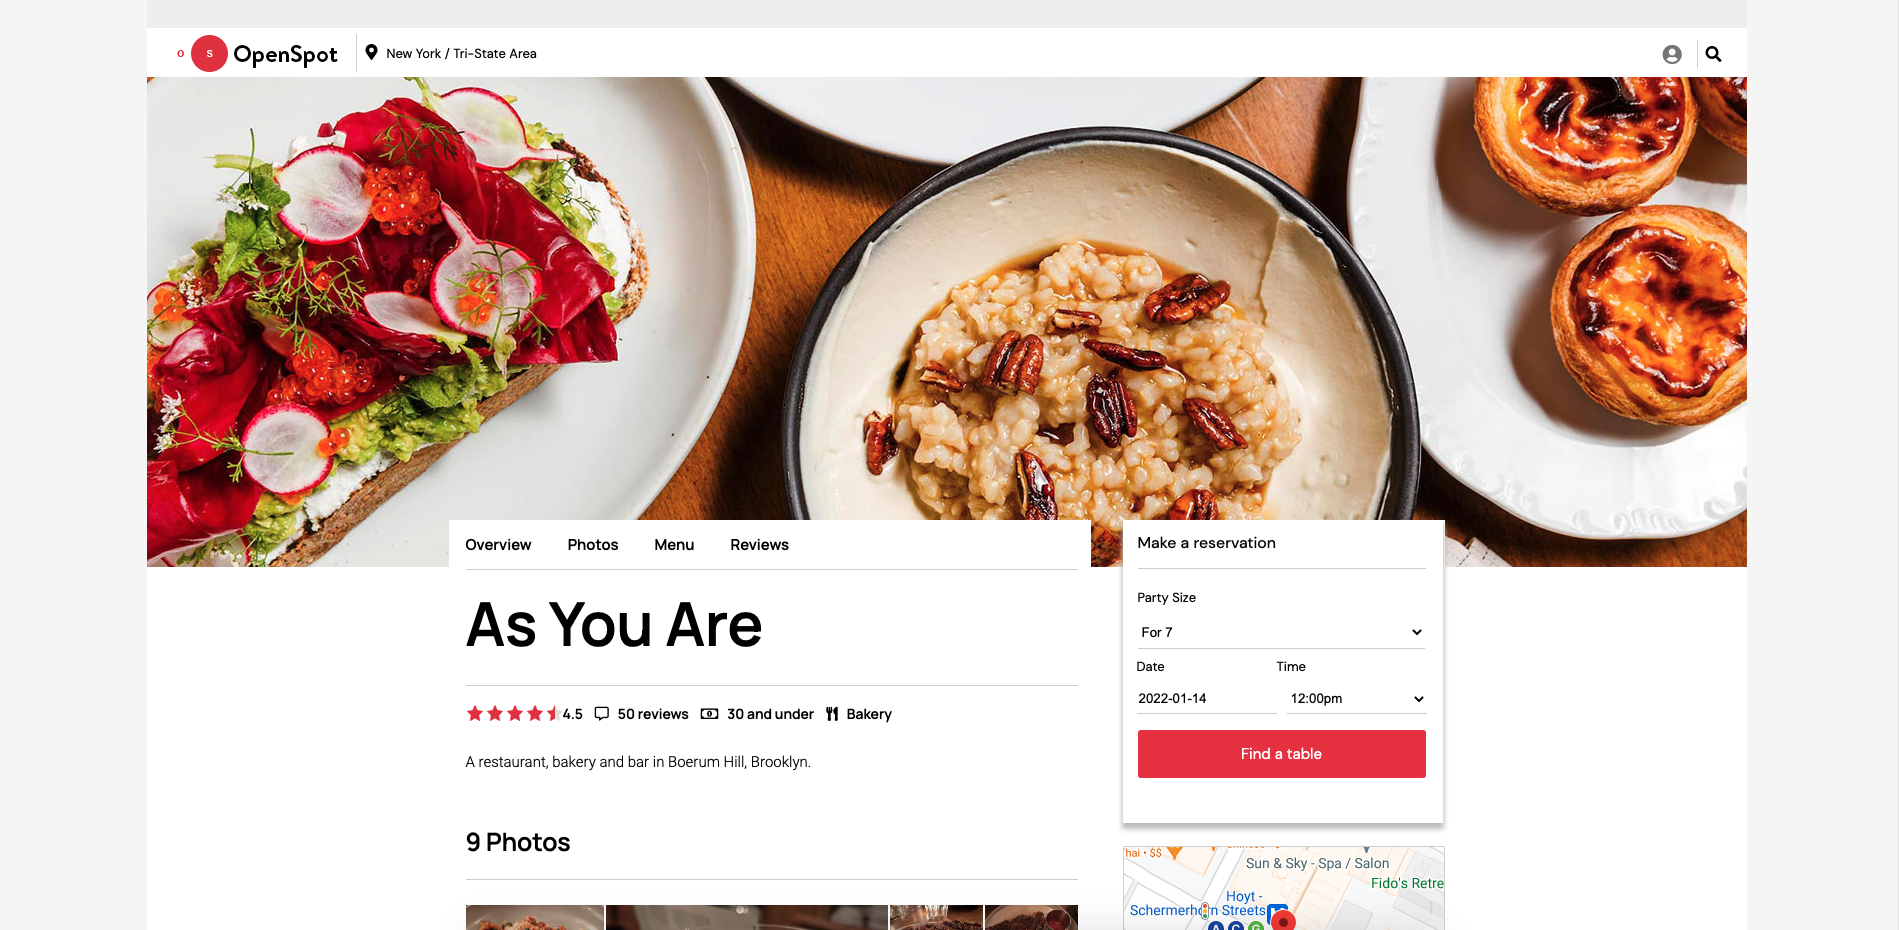 O S OpenSpot
New York / Tri-State Area
Overview Photos Menu Reviews
As You Are
4.5 50 reviews 30 and under Bakery
A restaurant, bakery and bar in Boerum Hill, Brooklyn.
9 Photos
Make a reservation
Party Size
For 7
Date Time
2022-01-14 12:00pm
Find a table
hai • $$
Sun & Sky - Spa / Salon
Fido's Retre
Hoyt -
Schermerhorn Streets
A C G